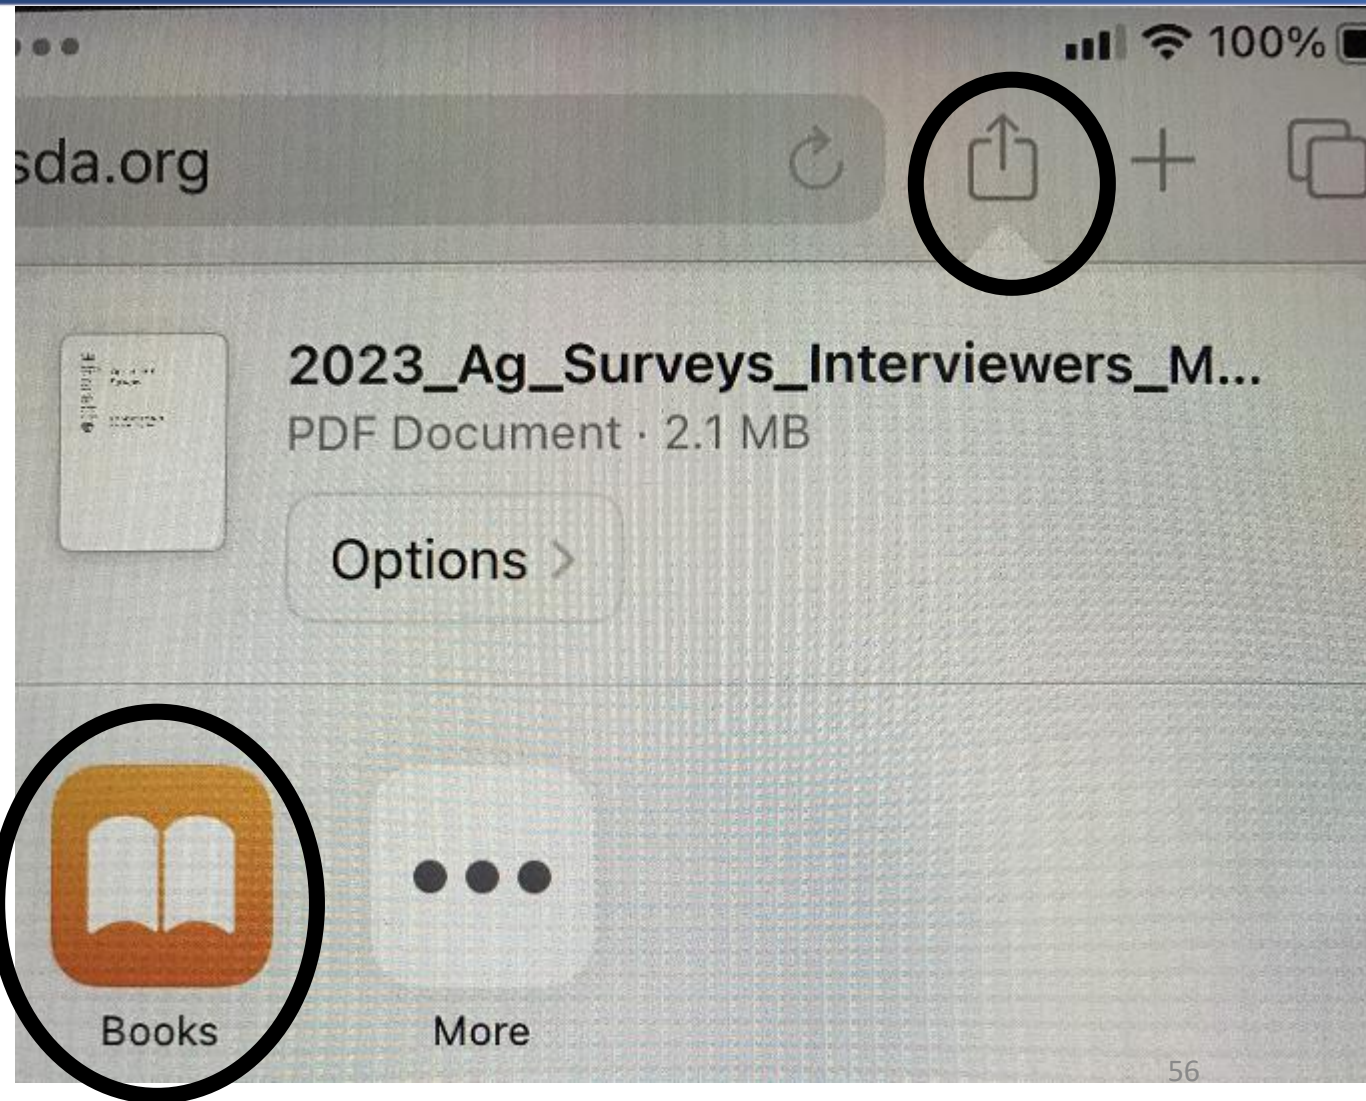 100%
sda.org
2023_Ag_Surveys_Interviewers_M...
PDF Document · 2.1 MB
Options
Books
More
56